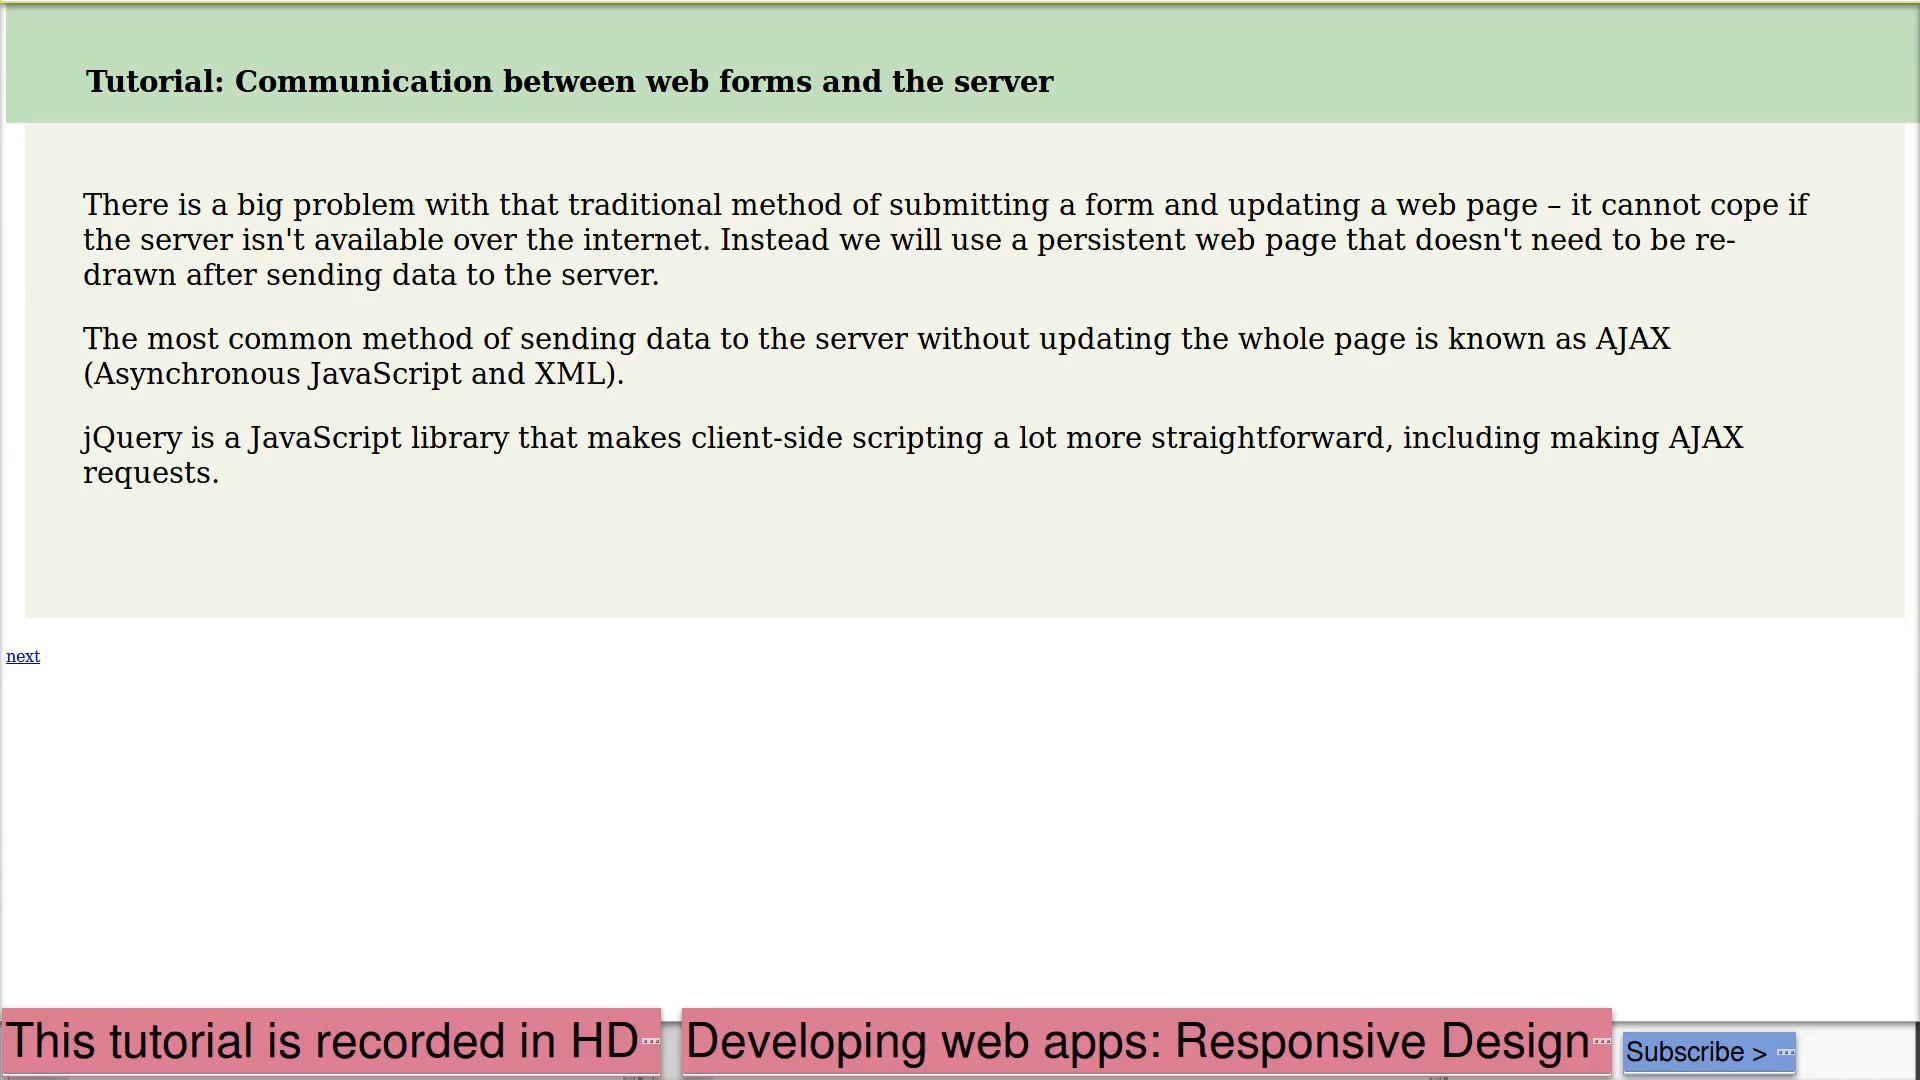 Tutorial: Communication between web forms and the server
There is a big problem with that traditional method of submitting a form and updating a web page – it cannot cope if
the server isn't available over the internet. Instead we will use a persistent web page that doesn't need to be re-
drawn after sending data to the server.
The most common method of sending data to the server without updating the whole page is known as AJAX
(Asynchronous JavaScript and XML).
jQuery is a JavaScript library that makes client-side scripting a lot more straightforward, including making AJAX
requests.
next
This tutorial is recorded in HD
Developing web apps: Responsive Design
Subscribe >